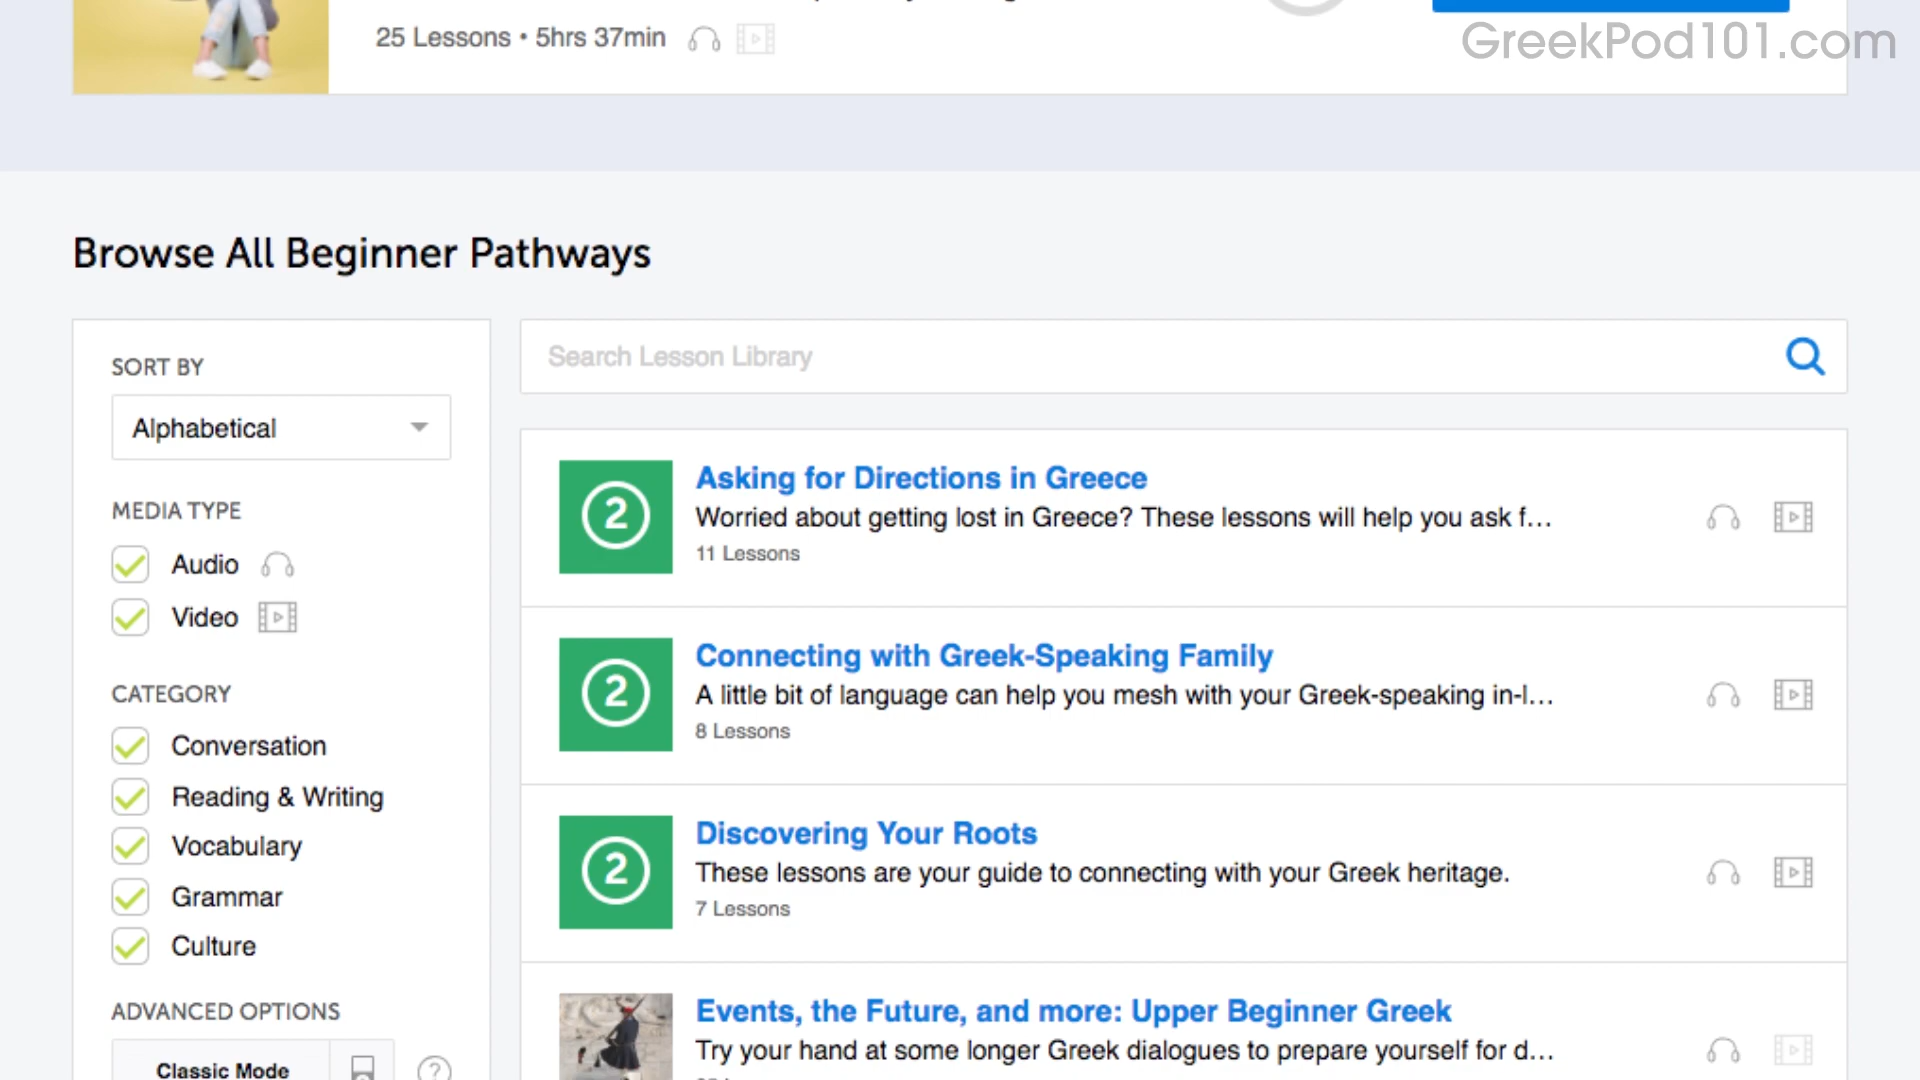 25 Lessons • 5hrs 37min
GreekPod101.com
Browse All Beginner Pathways
SORT BY
Alphabetical
MEDIA TYPE
Audio
Video
CATEGORY
Conversation
Reading & Writing
Vocabulary
Grammar
Culture
ADVANCED OPTIONS
Classic Mode
?
Search Lesson Library
2
Asking for Directions in Greece
Worried about getting lost in Greece? These lessons will help you ask f...
11 Lessons
2
Connecting with Greek-Speaking Family
A little bit of language can help you mesh with your Greek-speaking in-l...
8 Lessons
2
Discovering Your Roots
These lessons are your guide to connecting with your Greek heritage.
7 Lessons
Events, the Future, and more: Upper Beginner Greek
Try your hand at some longer Greek dialogues to prepare yourself for d...